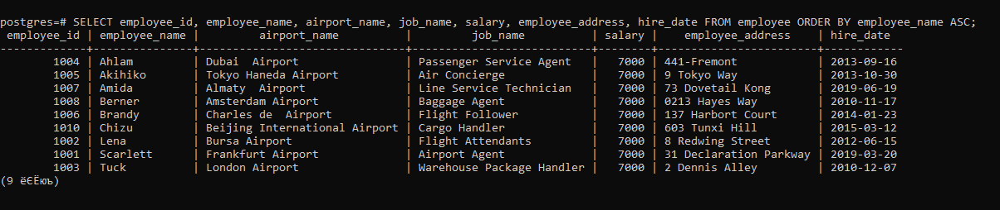 postgres=# SELECT employee_id, employee_name, airport_name, job_name, salary, employee_address, hire_date FROM employee ORDER BY employee_name ASC;
 employee_id | employee_name |         airport_name          |         job_name         | salary |   employee_address    | hire_date
-------------+---------------+-------------------------------+--------------------------+--------+-----------------------+------------
        1004 | Ahlam         | Dubai  Airport                | Passenger Service Agent  |   7000 | 441-Fremont           | 2013-09-16
        1005 | Akihiko       | Tokyo Haneda Airport          | Air Concierge            |   7000 | 9 Tokyo Way           | 2013-10-30
        1007 | Amida         | Almaty  Airport               | Line Service Technician  |   7000 | 73 Dovetail Kong      | 2019-06-19
        1008 | Berner        | Amsterdam Airport             | Baggage Agent            |   7000 | 0213 Hayes Way        | 2010-11-17
        1006 | Brandy        | Charles de  Airport           | Flight Follower          |   7000 | 137 Harbort Court     | 2014-01-23
        1010 | Chizu         | Beijing International Airport | Cargo Handler            |   7000 | 603 Tunxi Hill        | 2015-03-12
        1002 | Lena          | Bursa Airport                 | Flight Attendants        |   7000 | 8 Redwing Street      | 2012-06-15
        1001 | Scarlett      | Frankfurt Airport             | Airport Agent            |   7000 | 31 Declaration Parkway | 2019-03-20
        1003 | Tuck          | London Airport                | Warehouse Package Handler |   7000 | 2 Dennis Alley        | 2010-12-07
(9 ёЄЁюъ)